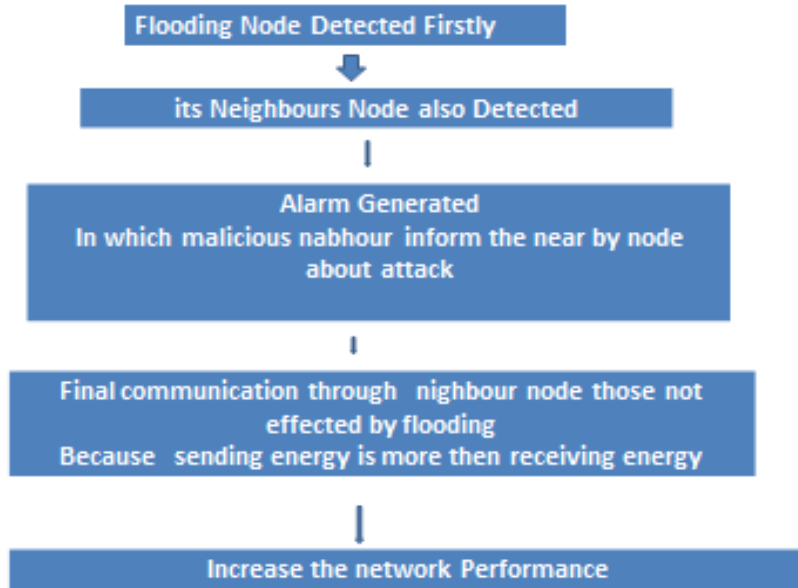 Flooding Node Detected Firstly
its Neighbours Node also Detected
Alarm Generated
In which malicious nabhour inform the near by node
about attack
Final communication through nighbour node those not
effected by flooding
Because sending energy is more then receiving energy
Increase the network Performance